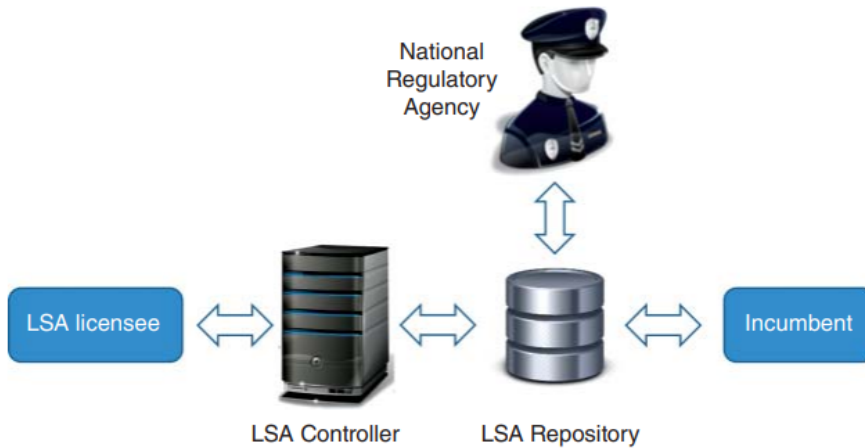 National
Regulatory
Agency
LSA licensee
Incumbent
LSA Controller
LSA Repository